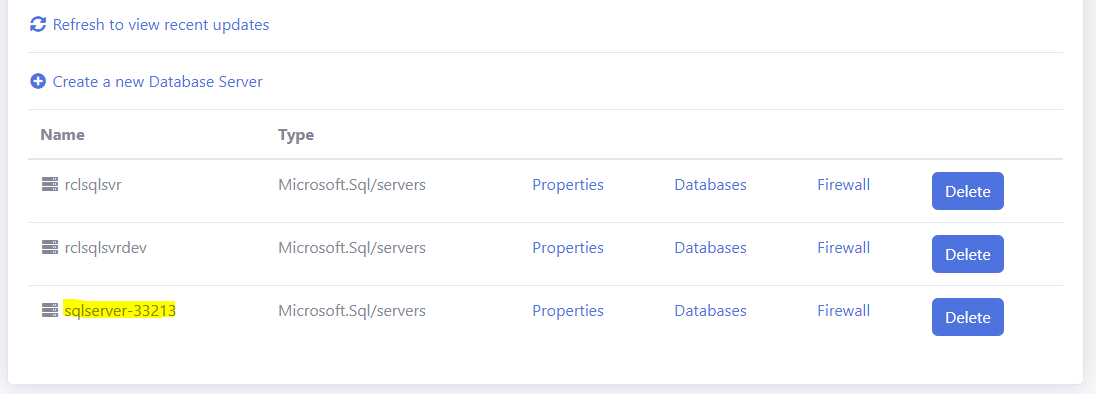 Refresh to view recent updates
Create a new Database Server
Name Type
rclsqlsvr Microsoft.Sql/servers Properties Databases Firewall Delete
rclsqlsvrdev Microsoft.Sql/servers Properties Databases Firewall Delete
sqlserver-33213 Microsoft.Sql/servers Properties Databases Firewall Delete